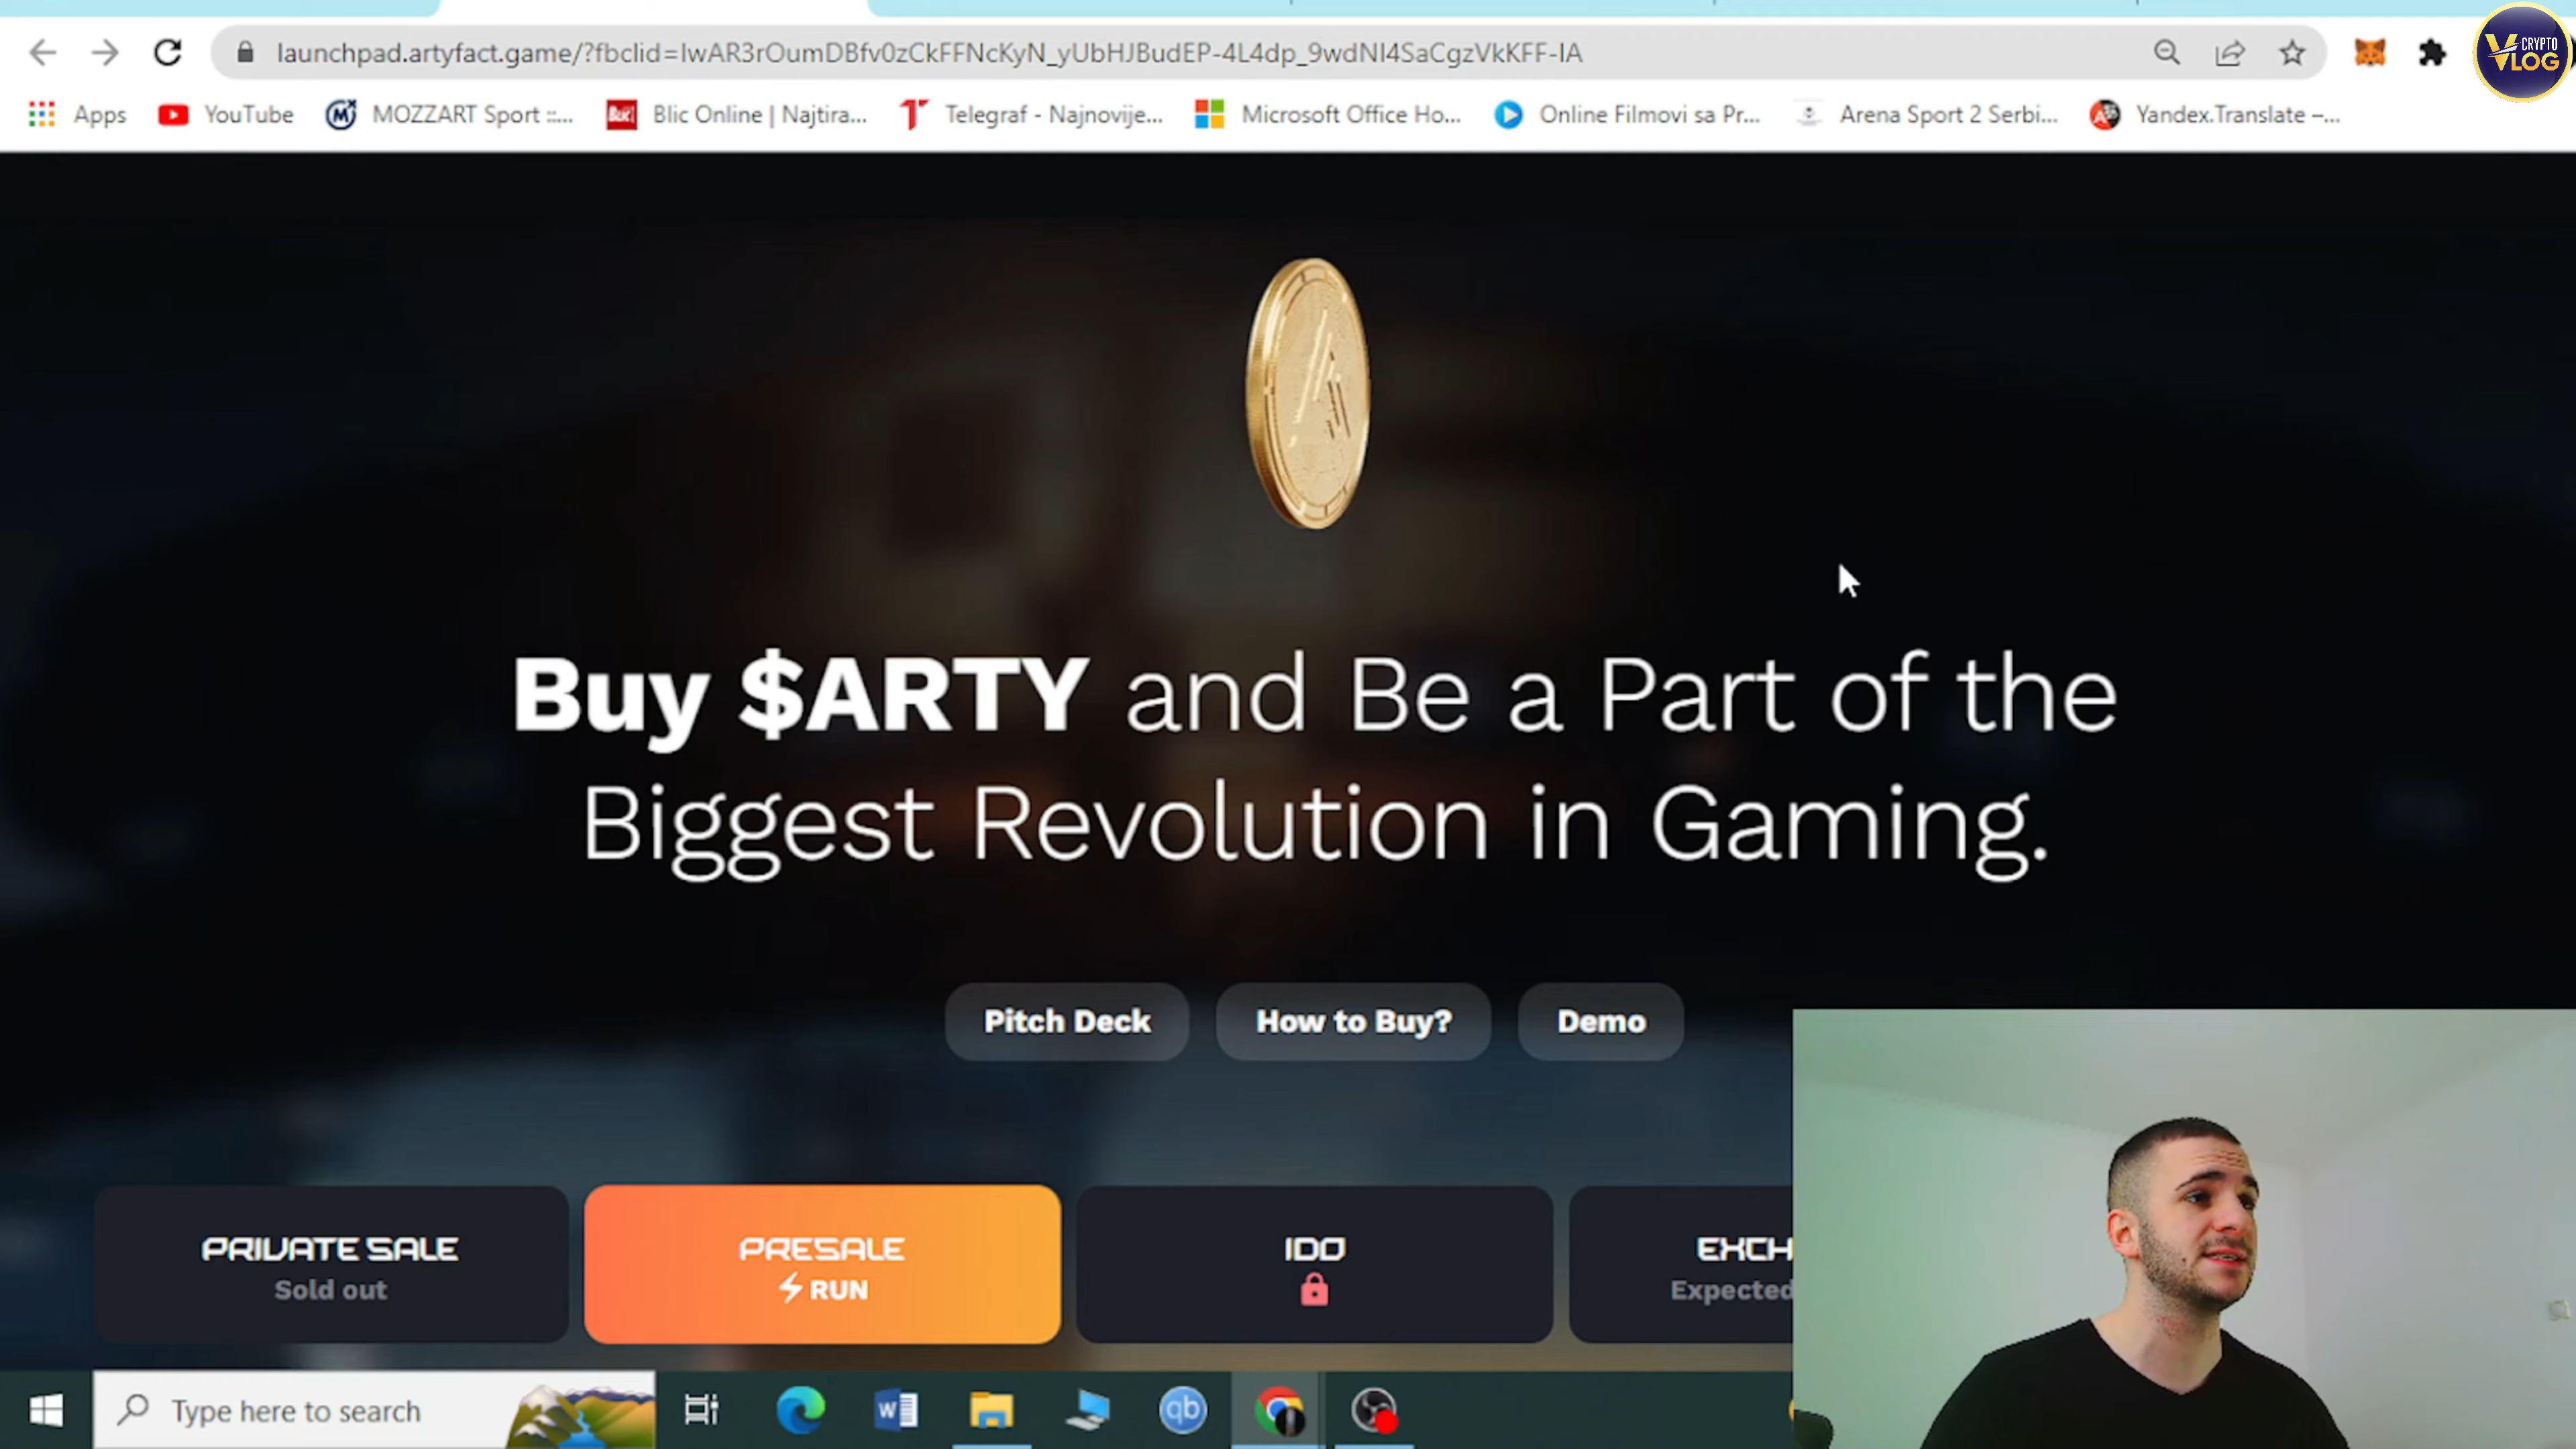 launchpad.artyfact.game/?fbclid=IwAR3rOumDBfv0zCkFFNcKyN_yUbHJBudEP-4L4dp_9wdNI4SaCgzVkKFF-IA
CRYPTO
VLOG
Apps
YouTube
MOZZART Sport ::...
Blic Online | Najtira...
Telegraf - Najnovije...
Microsoft Office Ho...
Online Filmovi sa Pr...
Arena Sport 2 Serbi...
Yandex.Translate –...
Buy $ARTY and Be a Part of the
Biggest Revolution in Gaming.
Pitch Deck
How to Buy?
Demo
PRIVATE SALE
Sold out
PRESALE
RUN
IDO
EXCH
Expected
Type here to search
W
qb